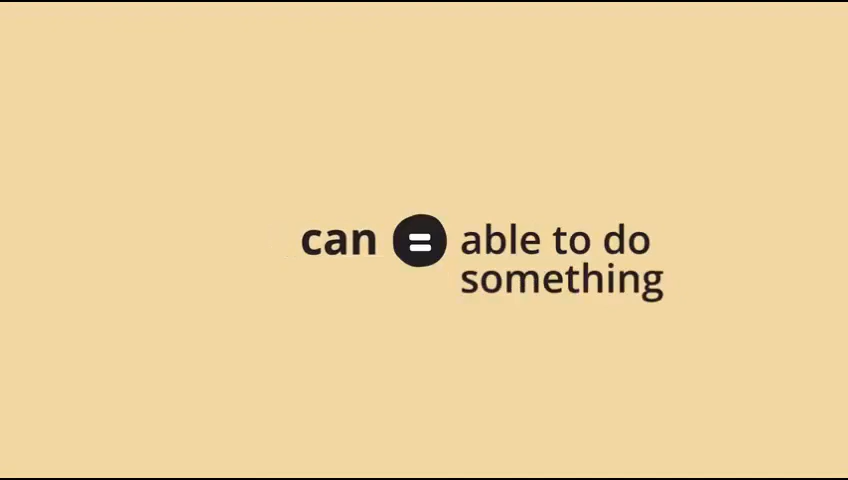 can = able to do
something